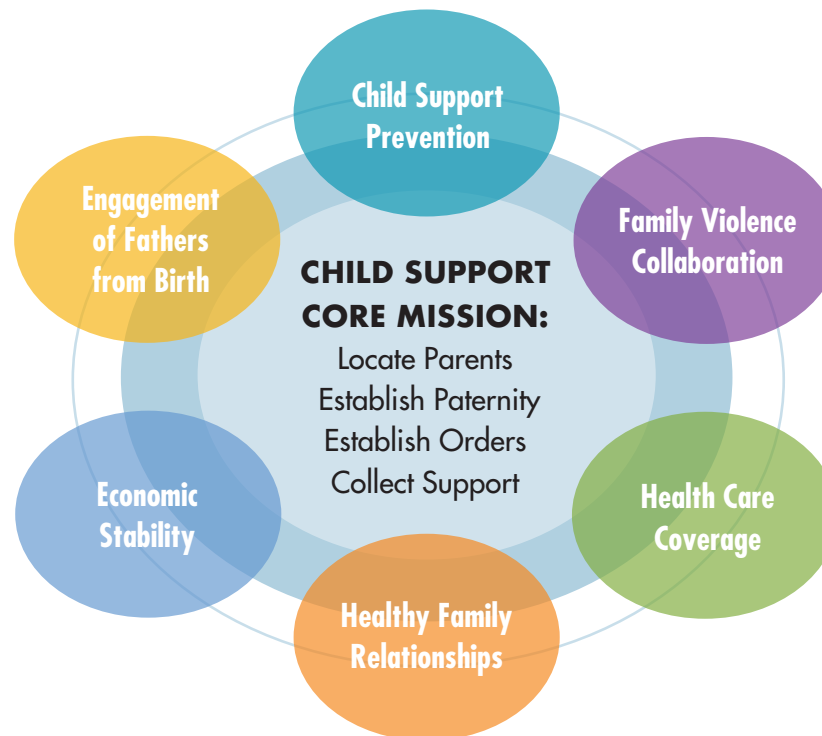 Child Support
Prevention
Engagement
of Fathers
from Birth
Family Violence
Collaboration
CHILD SUPPORT
CORE MISSION:
Locate Parents
Establish Paternity
Establish Orders
Collect Support
Economic
Stability
Health Care
Coverage
Healthy Family
Relationships